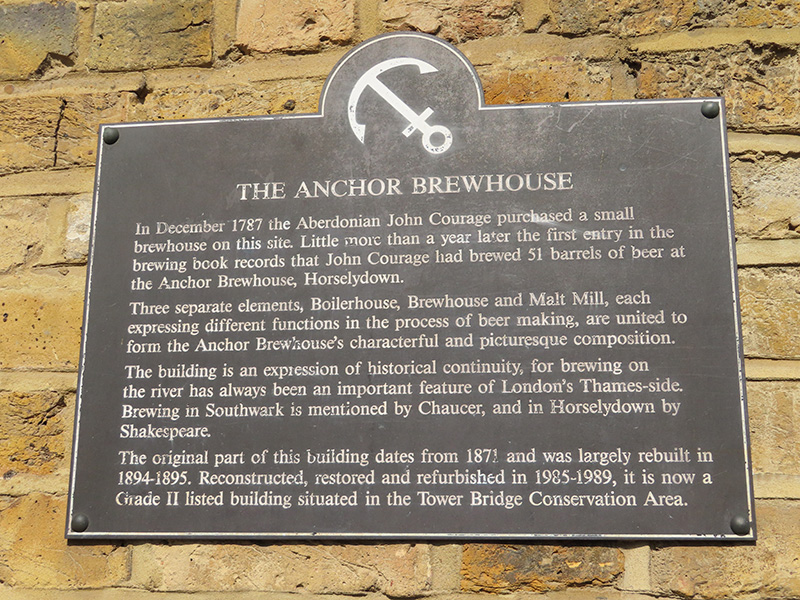 THE ANCHOR BREWHOUSE
In December 1787 the Aberdonian John Courage purchased a small
brewhouse on this site. Little more than a year later the first entry in the
brewing book records that John Courage had brewed 51 barrels of beer at
the Anchor Brewhouse, Horselydown.
Three separate elements, Boilerhouse, Brewhouse and Malt Mill, each
expressing different functions in the process of beer making, are united to
form the Anchor Brewhouse's characterful and picturesque composition.
The building is an expression of historical continuity, for brewing on
the river has always been an important feature of London's Thames-side.
Brewing in Southwark is mentioned by Chaucer, and in Horselydown by
Shakespeare.
The original part of this building dates from 1871 and was largely rebuilt in
1894-1895. Reconstructed, restored and refurbished in 1985-1989, it is now a
Grade II listed building situated in the Tower Bridge Conservation Area.